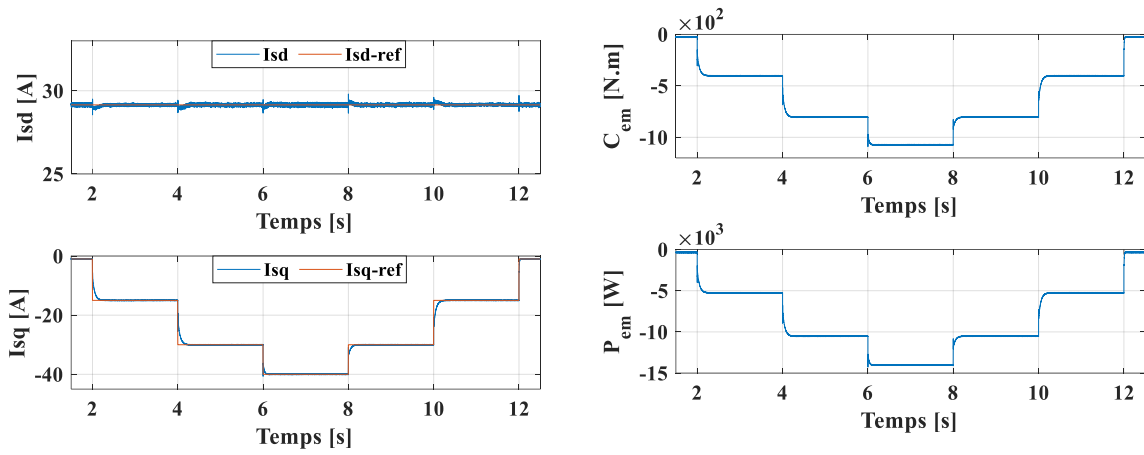 Isd Isd-ref
Isd [A]
30
25
2 4 6 8 10 12
Temps [s]
Isq Isq-ref
Isq [A]
0
-20
-40
2 4 6 8 10 12
Temps [s]
×10²
C_em [N.m]
0
-5
-10
2 4 6 8 10 12
Temps [s]
×10³
P_em [W]
0
-5
-10
-15
2 4 6 8 10 12
Temps [s]